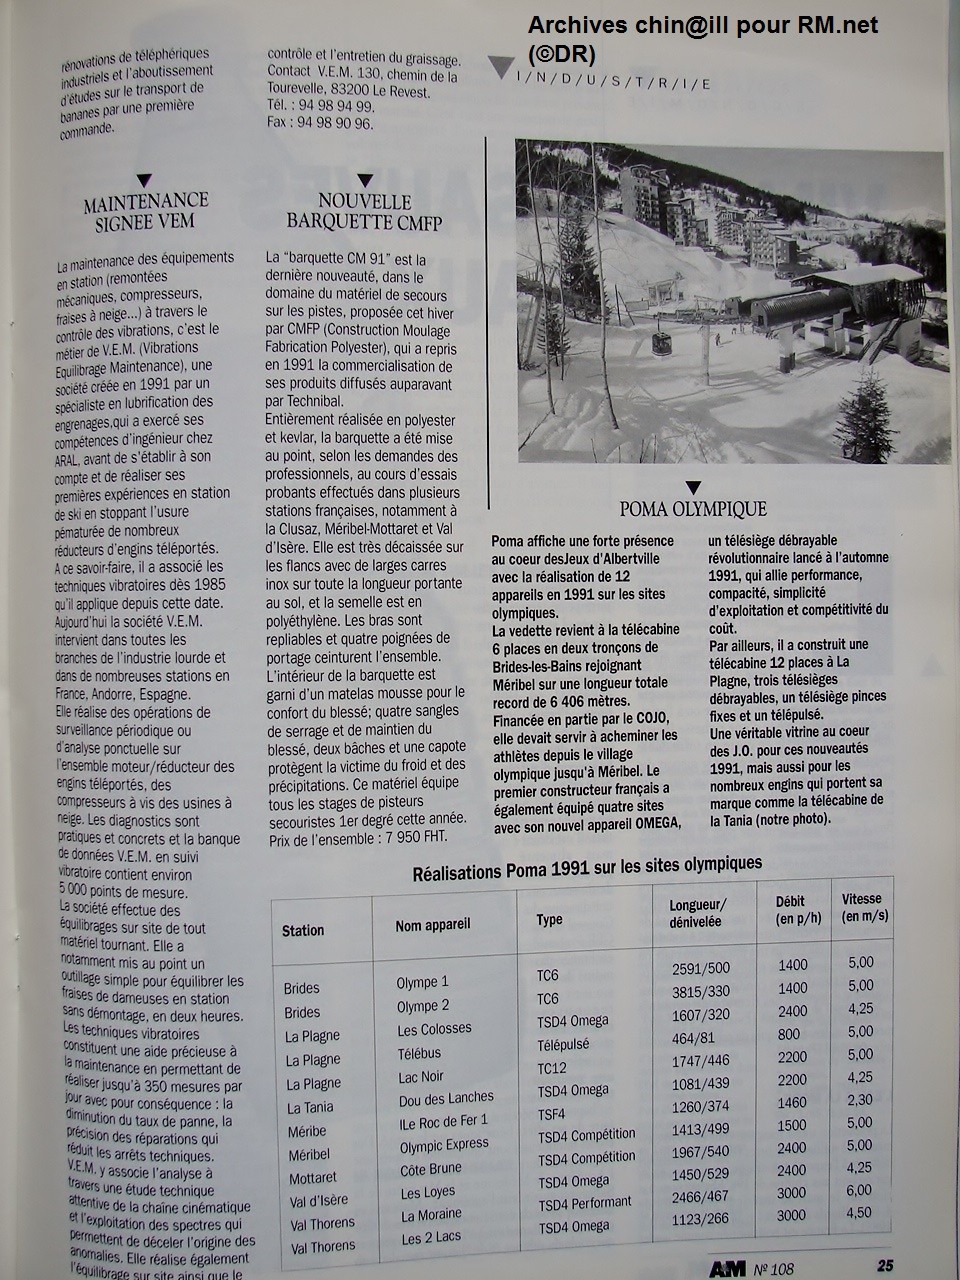 Archives chin@ill pour RM.net
(©DR)
I/N/D/U/S/T/R/I/E
rénovations de téléphériques
industriels et l'aboutissement
d'études sur le transport de
bananes par une première
commande.
MAINTENANCE
SIGNEE VEM
La maintenance des équipements
en station (remontées
mécaniques, compresseurs,
fraises à neige...) à travers le
contrôle des vibrations, c'est le
métier de V.E.M. (Vibrations
Equilibrage Maintenance), une
société créée en 1991 par un
spécialiste en lubrification des
engrenages,qui a exercé ses
compétences d'ingénieur chez
ARAL, avant de s'établir à son
compte et de réaliser ses
premières expériences en station
de ski en stoppant l'usure
pématurée de nombreux
réducteurs d'engins téléportés.
A ce savoir-faire, il a associé les
techniques vibratoires dès 1985
qu'il applique depuis cette date.
Aujourd'hui la société V.E.M.
intervient dans toutes les
branches de l'industrie lourde et
dans de nombreuses stations en
France, Andorre, Espagne.
Elle réalise des opérations de
surveillance périodique ou
d'analyse ponctuelle sur
l'ensemble moteur/réducteur des
engins téléportés, des
compresseurs à vis des usines à
neige. Les diagnostics sont
pratiques et concrets et la banque
de données V.E.M. en suivi
vibratoire contient environ
5 000 points de mesure.
La société effectue des
équilibrages sur site de tout
matériel tournant. Elle a
notamment mis au point un
outillage simple pour équilibrer les
fraises de dameuses en station
sans démontage, en deux heures.
Les techniques vibratoires
constituent une aide précieuse à
la maintenance en permettant de
réaliser jusqu'à 350 mesures par
jour avec pour conséquence : la
diminution du taux de panne, la
précision des réparations qui
réduit les arrêts techniques.
V.E.M. y associe l'analyse à
travers une étude technique
attentive de la chaîne cinématique
et l'exploitation des spectres qui
permettent de déceler l'origine des
anomalies. Elle réalise également
l'équilibrage sur site ainsi que le
contrôle et l'entretien du graissage.
Contact V.E.M. 130, chemin de la
Tourevelle, 83200 Le Revest.
Tél. : 94 98 94 99.
Fax : 94 98 90 96.
NOUVELLE
BARQUETTE CMFP
La "barquette CM 91" est la
dernière nouveauté, dans le
domaine du matériel de secours
sur les pistes, proposée cet hiver
par CMFP (Construction Moulage
Fabrication Polyester), qui a repris
en 1991 la commercialisation de
ses produits diffusés auparavant
par Technibal.
Entièrement réalisée en polyester
et kevlar, la barquette a été mise
au point, selon les demandes des
professionnels, au cours d'essais
probants effectués dans plusieurs
stations françaises, notamment à
la Clusaz, Méribel-Mottaret et Val
d'Isère. Elle est très décaissée sur
les flancs avec de larges carres
inox sur toute la longueur portante
au sol, et la semelle est en
polyéthylène. Les bras sont
repliables et quatre poignées de
portage ceinturent l'ensemble.
L'intérieur de la barquette est
garni d'un matelas mousse pour le
confort du blessé; quatre sangles
de serrage et de maintien du
blessé, deux bâches et une capote
protègent la victime du froid et des
précipitations. Ce matériel équipe
tous les stages de pisteurs
secouristes 1er degré cette année.
Prix de l'ensemble : 7 950 FHT.
POMA OLYMPIQUE
Poma affiche une forte présence
au coeur desJeux d'Albertville
avec la réalisation de 12
appareils en 1991 sur les sites
olympiques.
La vedette revient à la télécabine
6 places en deux tronçons de
Brides-les-Bains rejoignant
Méribel sur une longueur totale
record de 6 406 mètres.
Financée en partie par le COJO,
elle devait servir à acheminer les
athlètes depuis le village
olympique jusqu'à Méribel. Le
premier constructeur français a
également équipé quatre sites
avec son nouvel appareil OMEGA,
un télésiège débrayable
révolutionnaire lancé à l'automne
1991, qui allie performance,
compacité, simplicité
d'exploitation et compétitivité du
coût.
Par ailleurs, il a construit une
télécabine 12 places à La
Plagne, trois télésièges
débrayables, un télésiège pinces
fixes et un télépulsé.
Une véritable vitrine au coeur
des J.O. pour ces nouveautés
1991, mais aussi pour les
nombreux engins qui portent sa
marque comme la télécabine de
la Tania (notre photo).
Réalisations Poma 1991 sur les sites olympiques
Station Nom appareil Type Longueur/ dénivelée Débit (en p/h) Vitesse (en m/s)
Brides Olympe 1 TC6 2591/500 1400 5,00
Brides Olympe 2 TC6 3815/330 1400 5,00
La Plagne Les Colosses TSD4 Omega 1607/320 2400 4,25
La Plagne Télébus Télépulsé 464/81 800 5,00
La Plagne Lac Noir TC12 1747/446 2200 5,00
La Tania Dou des Lanches TSD4 Omega 1081/439 2200 4,25
Méribe lLe Roc de Fer 1 TSF4 1260/374 1460 2,30
Méribel Olympic Express TSD4 Compétition 1413/499 1500 5,00
Mottaret Côte Brune TSD4 Compétition 1967/540 2400 5,00
Val d'Isère Les Loyes TSD4 Omega 1450/529 2400 4,25
Val Thorens La Moraine TSD4 Performant 2466/467 3000 6,00
Val Thorens Les 2 Lacs TSD4 Omega 1123/266 3000 4,50
A&M N° 108 25